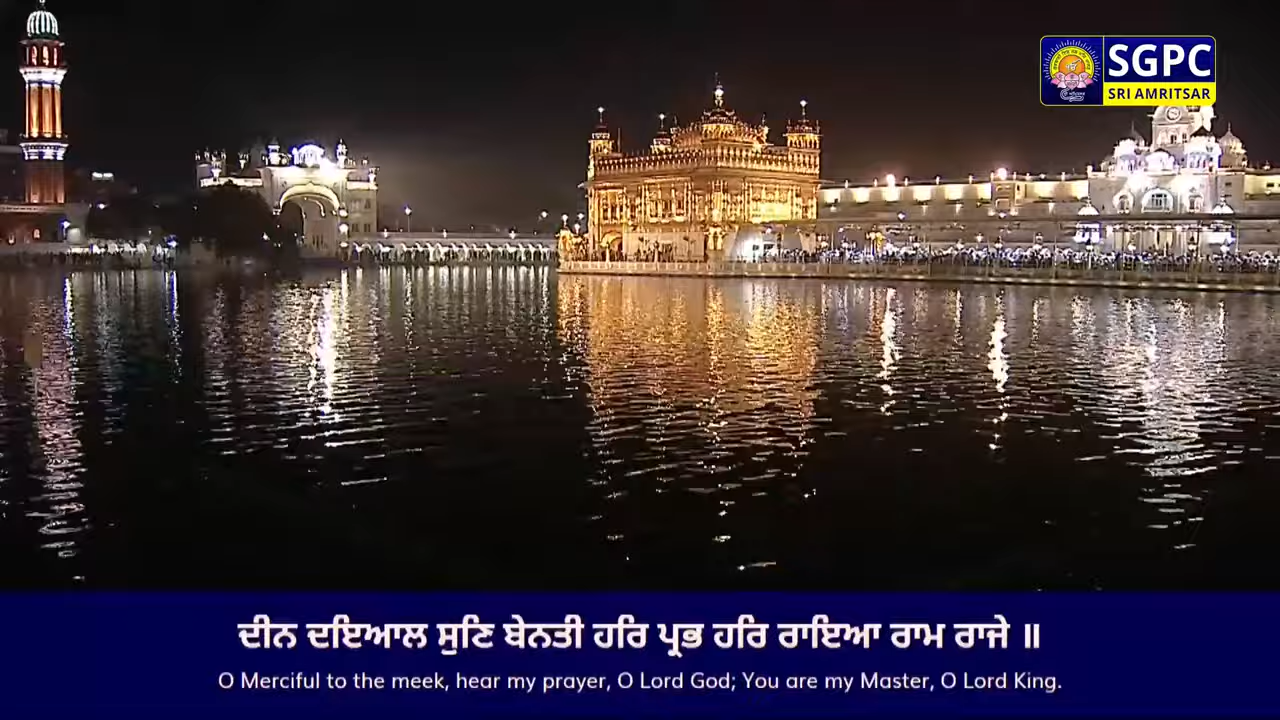 SGPC
SRI AMRITSAR
ਦੀਨ ਦਇਆਲ ਸੁਣਿ ਬੇਨਤੀ ਹਰਿ ਪ੍ਰਭ ਹਰਿ ਰਾਇਆ ਰਾਮ ਰਾਜੇ ॥
O Merciful to the meek, hear my prayer, O Lord God; You are my Master, O Lord King.